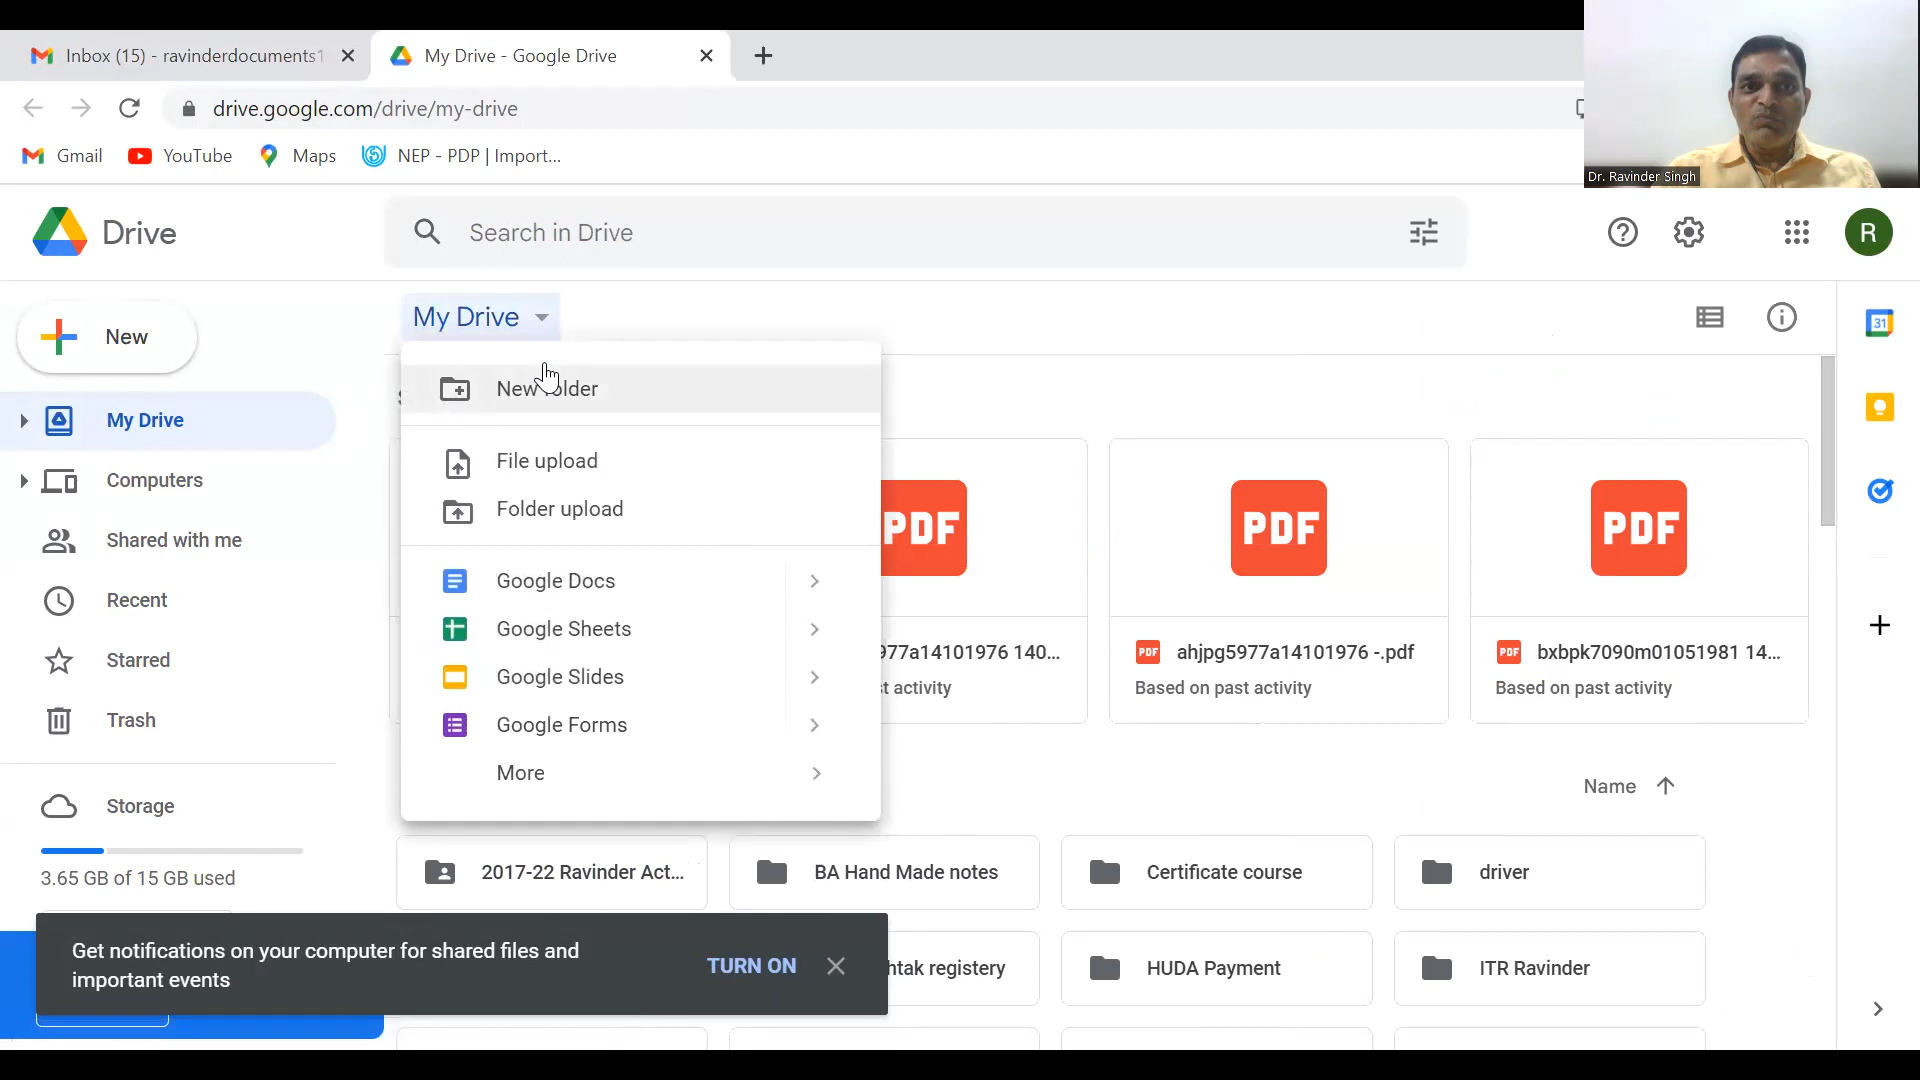 Inbox (15) - ravinderdocuments1
My Drive - Google Drive
drive.google.com/drive/my-drive
Gmail
YouTube
Maps
NEP - PDP | Import...
Dr. Ravinder Singh
Drive
Search in Drive
R
New
My Drive
31
New folder
My Drive
File upload
Computers
Folder upload
PDF
PDF
PDF
Shared with me
Google Docs
Recent
Google Sheets
977a14101976 140...
PDF ahjpg5977a14101976 -.pdf
PDF bxbpk7090m01051981 14...
Starred
Google Slides
t activity
Based on past activity
Based on past activity
Trash
Google Forms
More
Name
Storage
3.65 GB of 15 GB used
2017-22 Ravinder Act...
BA Hand Made notes
Certificate course
driver
Get notifications on your computer for shared files and
important events
TURN ON
htak registery
HUDA Payment
ITR Ravinder